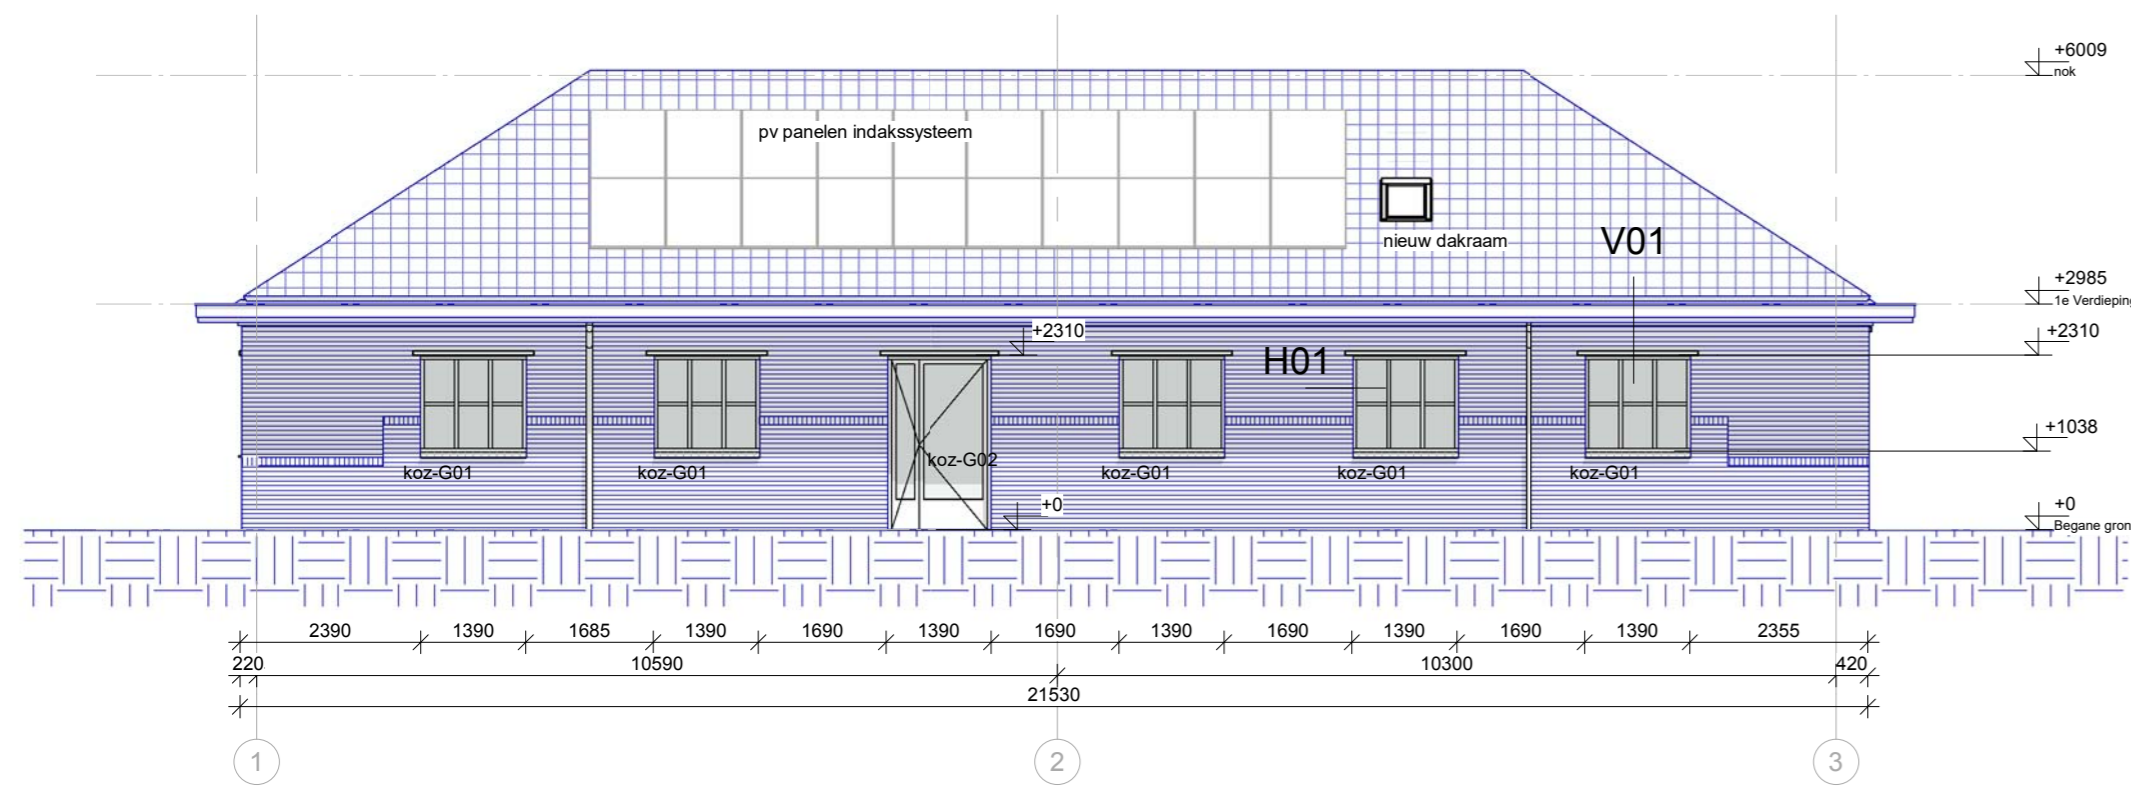 +6009
nok
pv panelen indakssysteem
nieuw dakraam
V01
+2985
1e Verdieping
+2310
+2310
H01
+1038
koz-G01
koz-G01
koz-G02
koz-G01
koz-G01
koz-G01
+0
+0
Begane gron
2390 1390 1685 1390 1690 1390 1690 1390 1690 1390 1690 1390 2355
220 10590 10300 420
21530
1 2 3